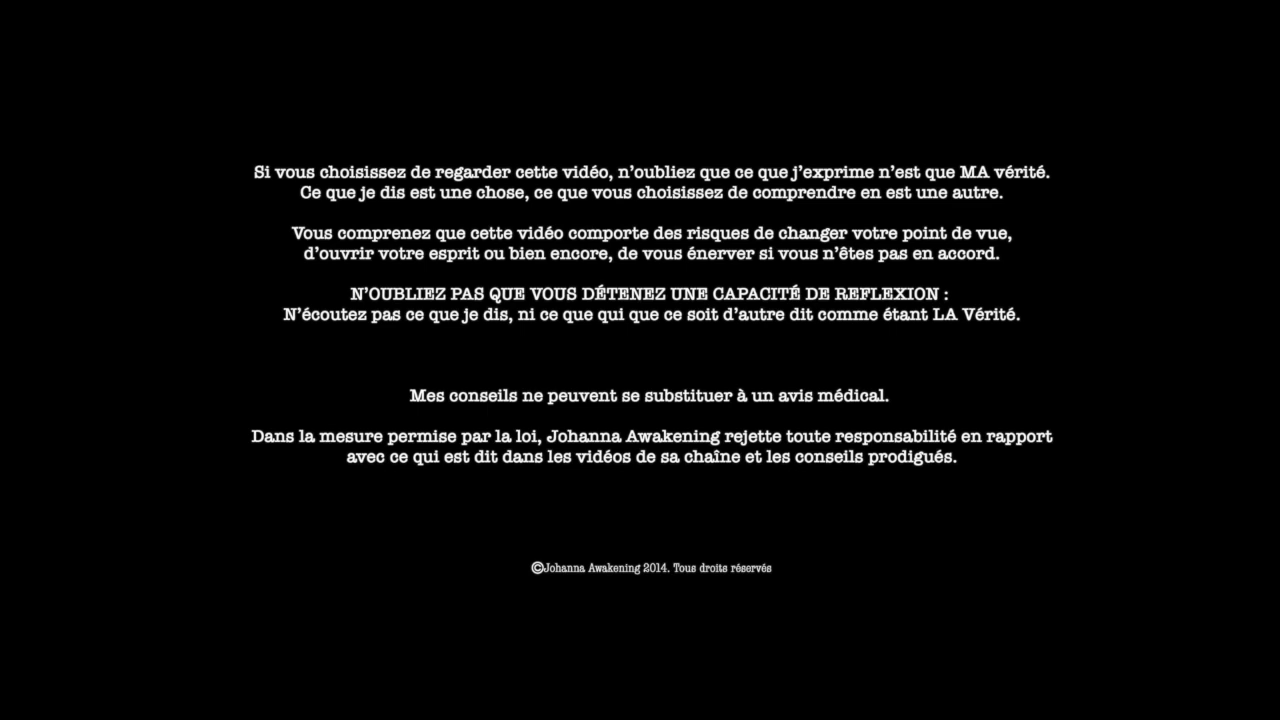 Si vous choisissez de regarder cette vidéo, n'oubliez que ce que j'exprime n'est que MA vérité.
Ce que je dis est une chose, ce que vous choisissez de comprendre en est une autre.
Vous comprenez que cette vidéo comporte des risques de changer votre point de vue,
d'ouvrir votre esprit ou bien encore, de vous énerver si vous n'êtes pas en accord.
N'OUBLIEZ PAS QUE VOUS DÉTENEZ UNE CAPACITÉ DE REFLEXION :
N'écoutez pas ce que je dis, ni ce que qui que ce soit d'autre dit comme étant LA Vérité.
Mes conseils ne peuvent se substituer à un avis médical.
Dans la mesure permise par la loi, Johanna Awakening rejette toute responsabilité en rapport
avec ce qui est dit dans les vidéos de sa chaîne et les conseils prodigués.
©Johanna Awakening 2014. Tous droits réservés